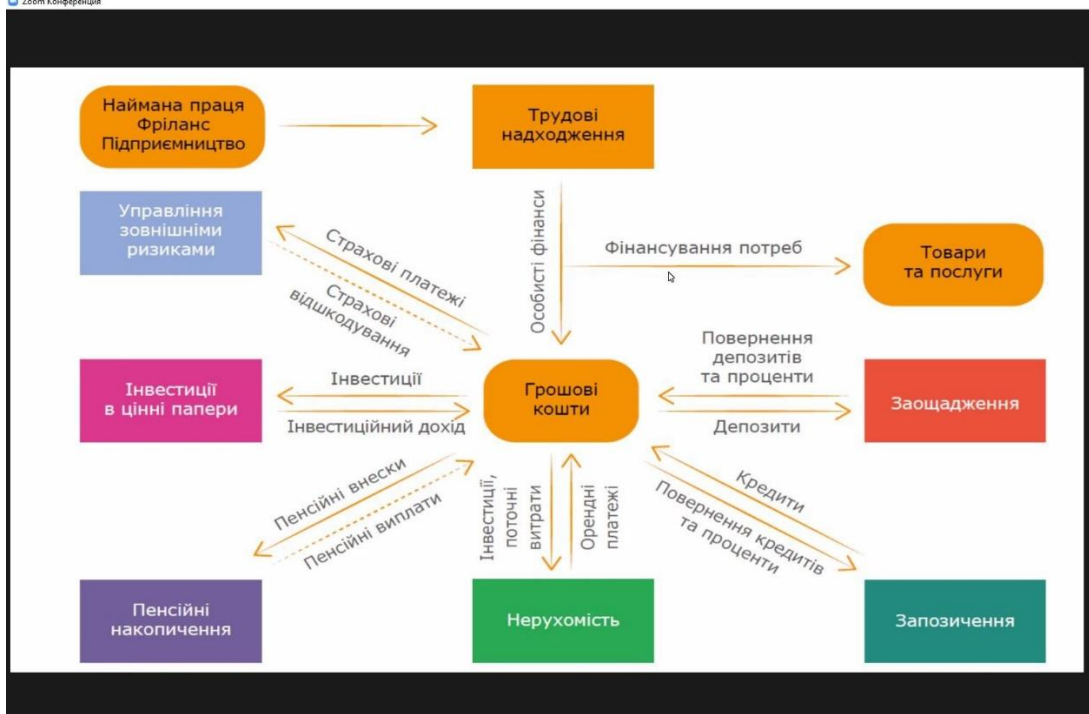 Zoom Конференция
Наймана праця
Фріланс
Підприємництво
Трудові
надходження
Управління
зовнішніми
ризиками
Страхові платежі
Страхові
відшкодування
Особисті фінанси
Фінансування потреб
Товари
та послуги
Інвестиції
в цінні папери
Інвестиції
Інвестиційний дохід
Грошові
кошти
Повернення
депозитів
та проценти
Депозити
Заощадження
Пенсійні внески
Пенсійні виплати
Інвестиції,
поточні
витрати
Орендні
платежі
Кредити
Повернення кредитів
та проценти
Пенсійні
накопичення
Нерухомість
Запозичення